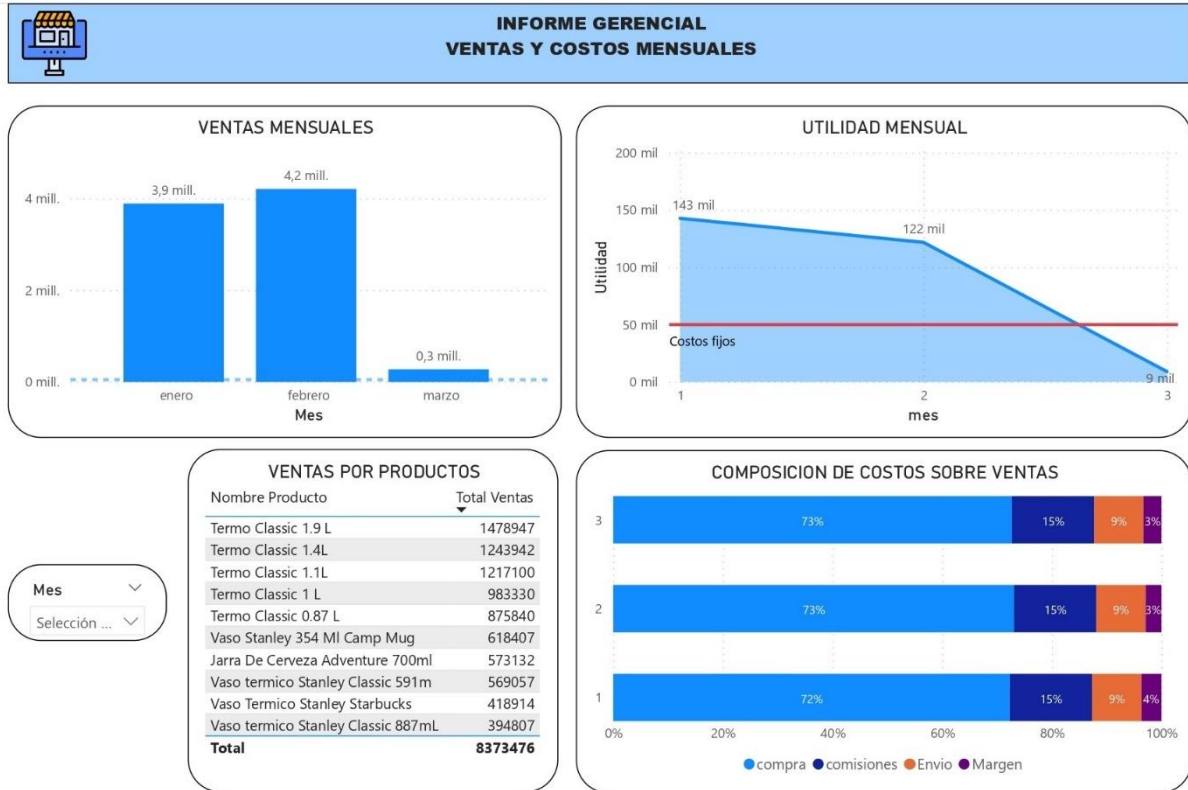 INFORME GERENCIAL
VENTAS Y COSTOS MENSUALES
VENTAS MENSUALES
4 mill.
2 mill.
0 mill.
3,9 mill.
4,2 mill.
0,3 mill.
enero
febrero
marzo
Mes
UTILIDAD MENSUAL
Utilidad
200 mil
150 mil
100 mil
50 mil
0 mil
143 mil
122 mil
9 mil
Costos fijos
1
2
3
mes
Mes
Selección ...
VENTAS POR PRODUCTOS
Nombre Producto Total Ventas
Termo Classic 1.9 L 1478947
Termo Classic 1.4L 1243942
Termo Classic 1.1L 1217100
Termo Classic 1 L 983330
Termo Classic 0.87 L 875840
Vaso Stanley 354 Ml Camp Mug 618407
Jarra De Cerveza Adventure 700ml 573132
Vaso termico Stanley Classic 591m 569057
Vaso Termico Stanley Starbucks 418914
Vaso termico Stanley Classic 887mL 394807
Total 8373476
COMPOSICION DE COSTOS SOBRE VENTAS
3 73% 15% 9% 3%
2 73% 15% 9% 3%
1 72% 15% 9% 4%
0% 20% 40% 60% 80% 100%
compra comisiones Envio Margen